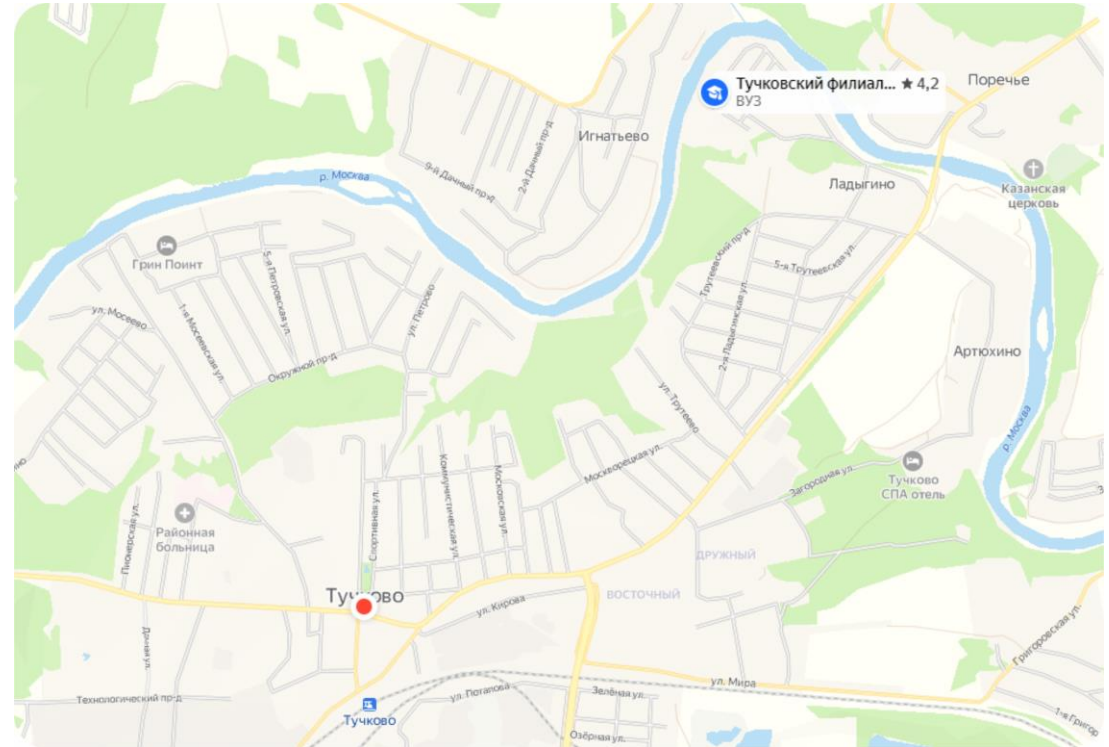 Тучковский филиал... ★ 4,2
ВУЗ
Поречье
Игнатьево
2-й Дачный пр-д
9-й Дачный пр-д
р. Москва
Казанская
церковь
Ладыгино
Грин Поинт
5-я Петровская ул.
ул. Петрово
Трутеевский пр-д
5-я Трутеевская ул.
ул. Мосеево
1-я Мосеевская ул.
2-я Ладыгинская ул.
Артюхино
Окружной пр-д
ул. Трутеево
р. Москва
Москворецкая ул.
Коммунистическая ул.
Московская ул.
Загородная ул.
Тучково
СПА отель
Спортивная ул.
Пионерская ул.
Районная
больница
ДРУЖНЫЙ
Тучково
ул. Кирова
ВОСТОЧНЫЙ
Григоровская ул.
Дачная ул.
ул. Мира
Технологический пр-д
ул. Потапова
Зелёная ул.
Тучково
Озёрная ул.
1-я Григор